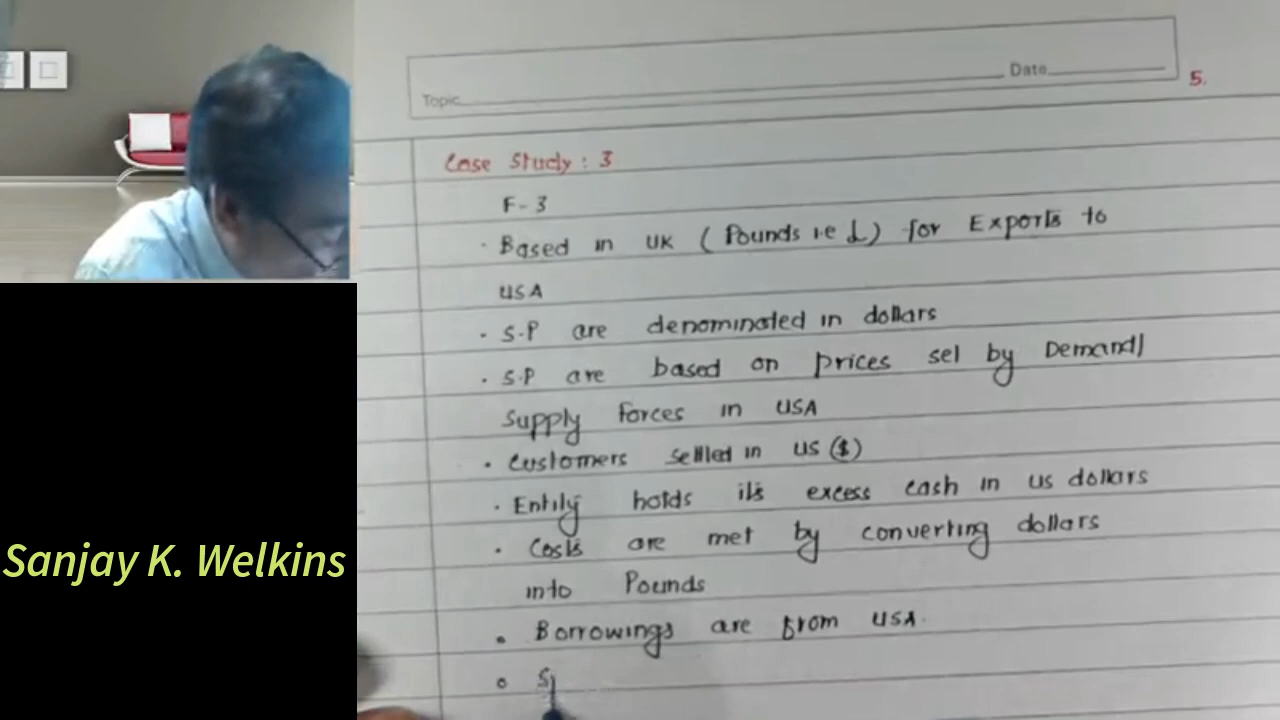 Topic
Date
5.
Case Study : 3
F-3
· Based in UK ( Pounds i.e £ ) for Exports to
USA
· S.P are denominated in dollars
· S.P are based on prices set by Demand/
Supply forces in USA
· Customers settled in US ($)
· Entity holds its excess cash in US dollars
· Costs are met by converting dollars
into Pounds
· Borrowings are from USA.
Sanjay K. Welkins